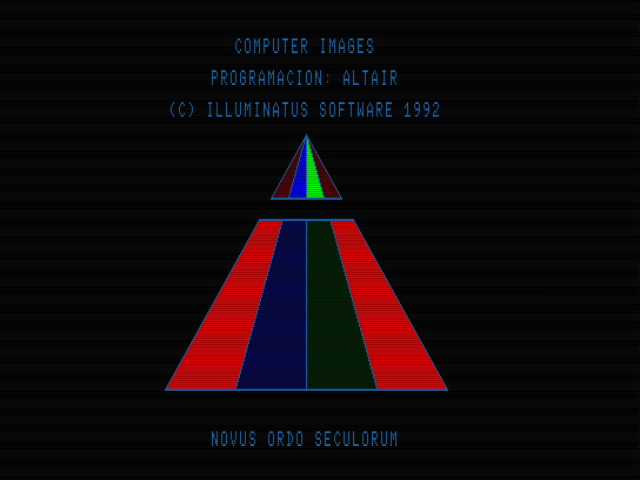 COMPUTER IMAGES
PROGRAMACION: ALTAIR
(C) ILLUMINATUS SOFTWARE 1992
NOVUS ORDO SECULORUM